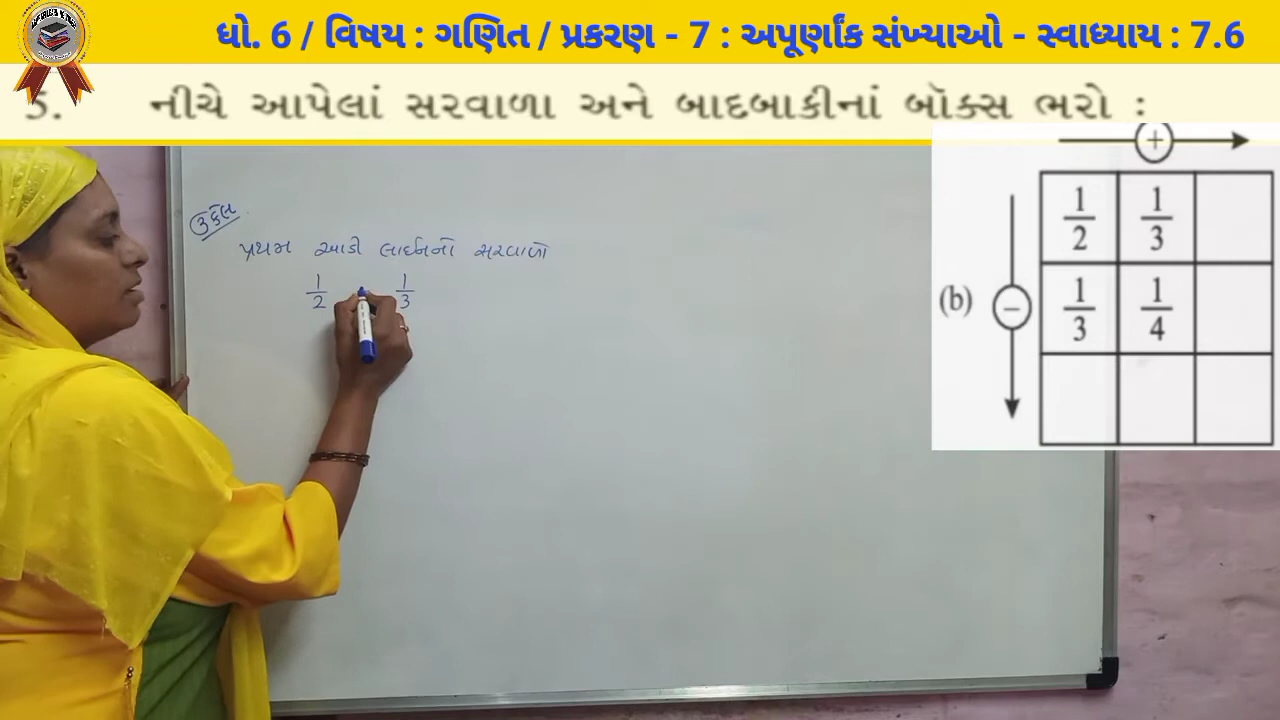 ધો. 6 / વિષય : ગણિત / પ્રકરણ - 7 : અપૂર્ણાંક સંખ્યાઓ - સ્વાધ્યાય : 7.6
5. નીચે આપેલાં સરવાળા અને બાદબાકીનાં બૉક્સ ભરો :
+
1/2 1/3
(b) − 1/3 1/4
ઉકેલ
પ્રથમ આડી લાઈનનો સરવાળો
1/2 1/3